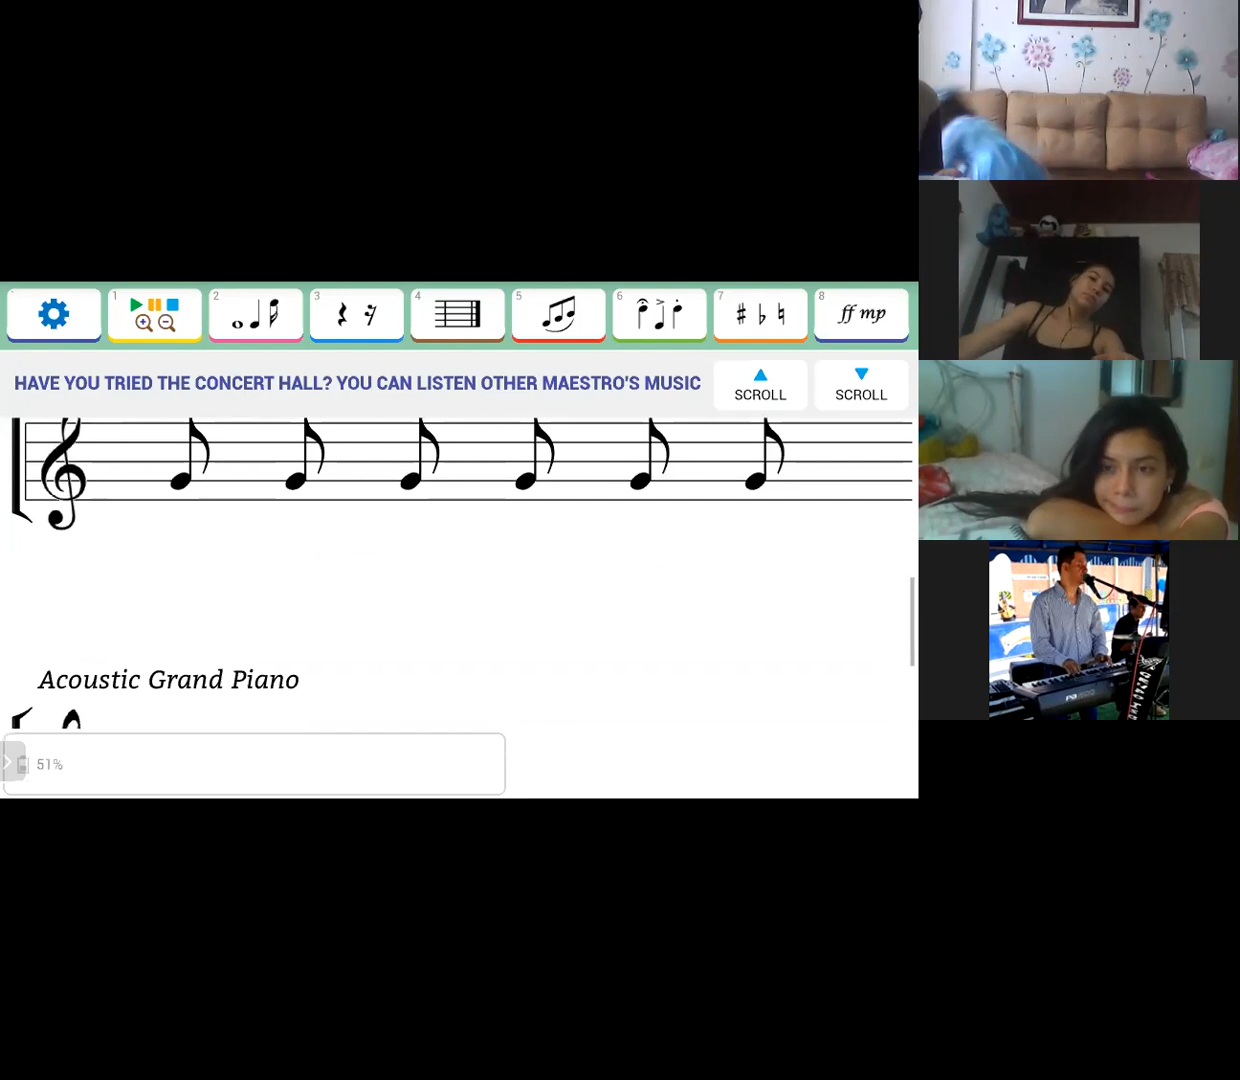 1 2 3 4 5 6 7 8
ff mp
HAVE YOU TRIED THE CONCERT HALL? YOU CAN LISTEN OTHER MAESTRO'S MUSIC
SCROLL
SCROLL
Acoustic Grand Piano
51%